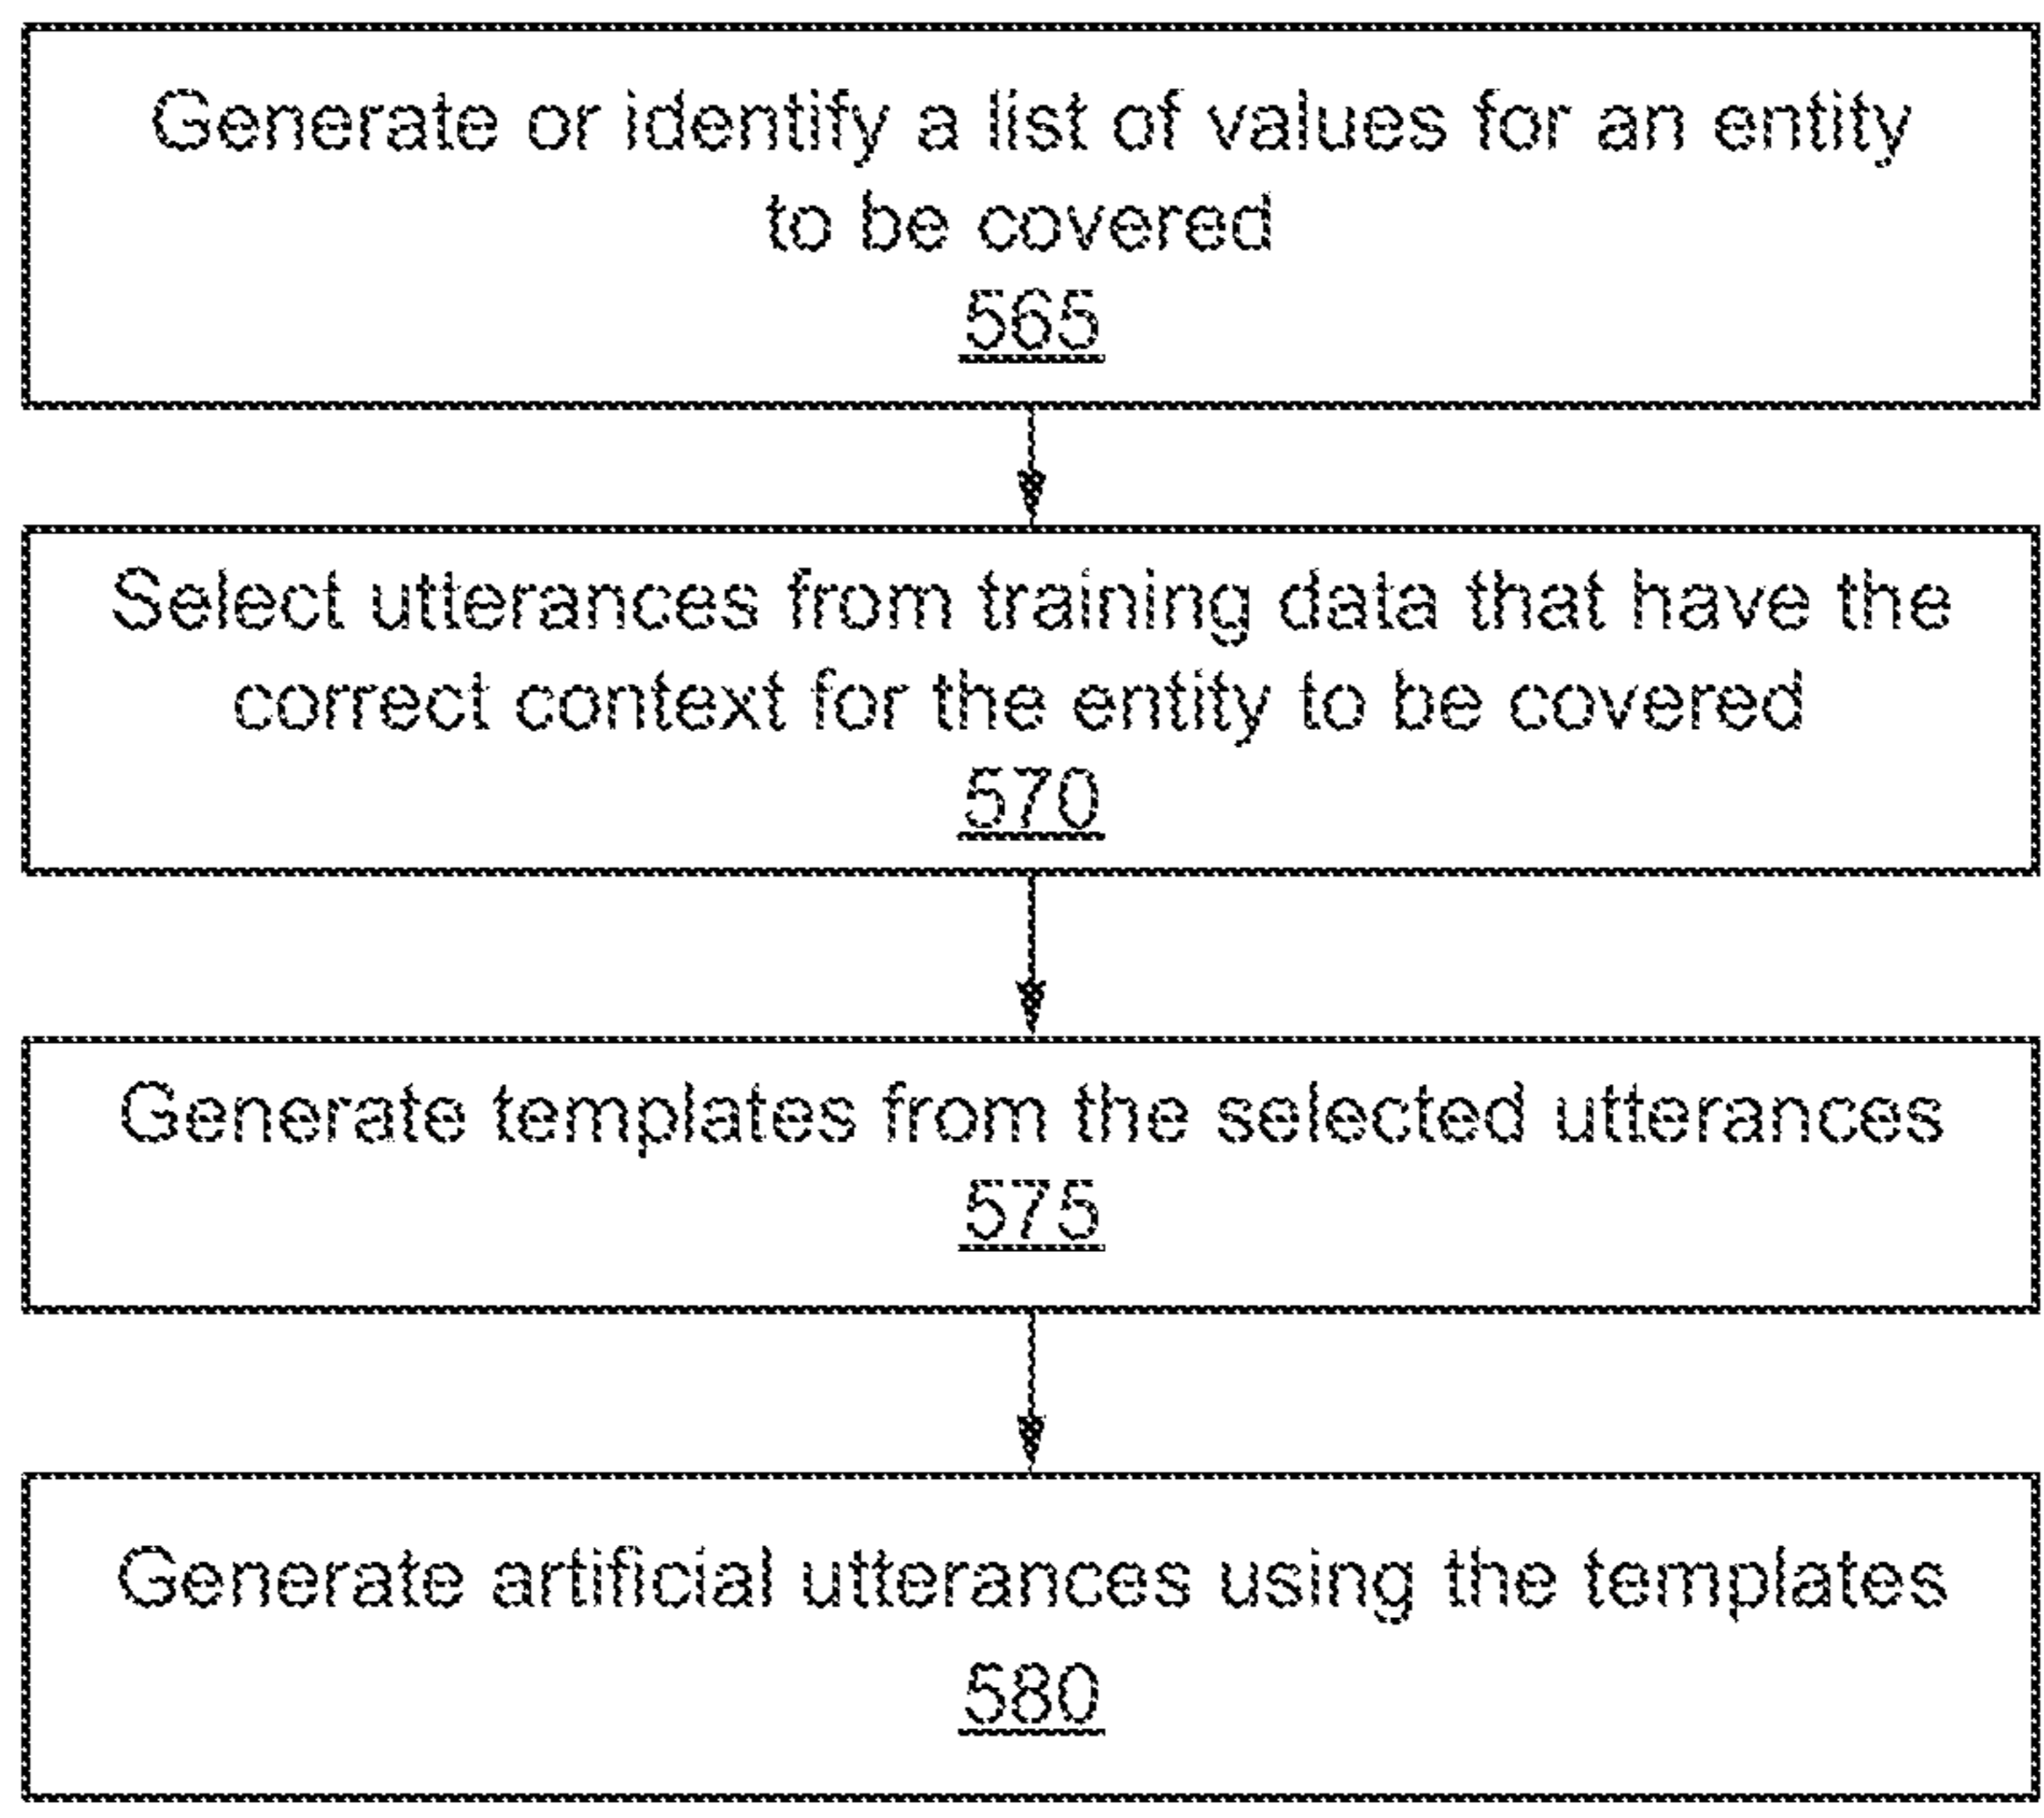 Generate or identify a list of values for an entity
to be covered
565
Select utterances from training data that have the
correct context for the entity to be covered
570
Generate templates from the selected utterances
575
Generate artificial utterances using the templates
580